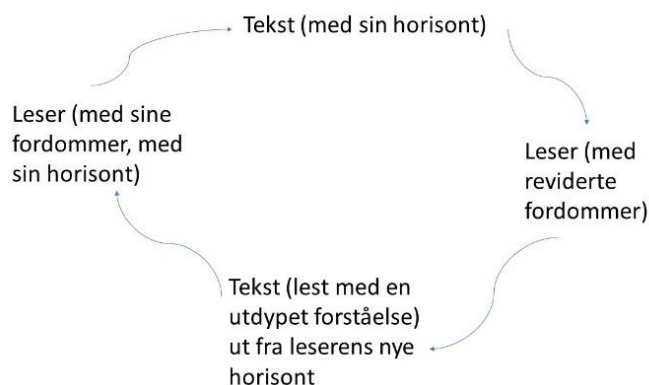 Tekst (med sin horisont)
Leser (med sine
fordommer, med
sin horisont)
Leser (med
reviderte
fordommer)
Tekst (lest med en
utdypet forståelse)
ut fra leserens nye
horisont